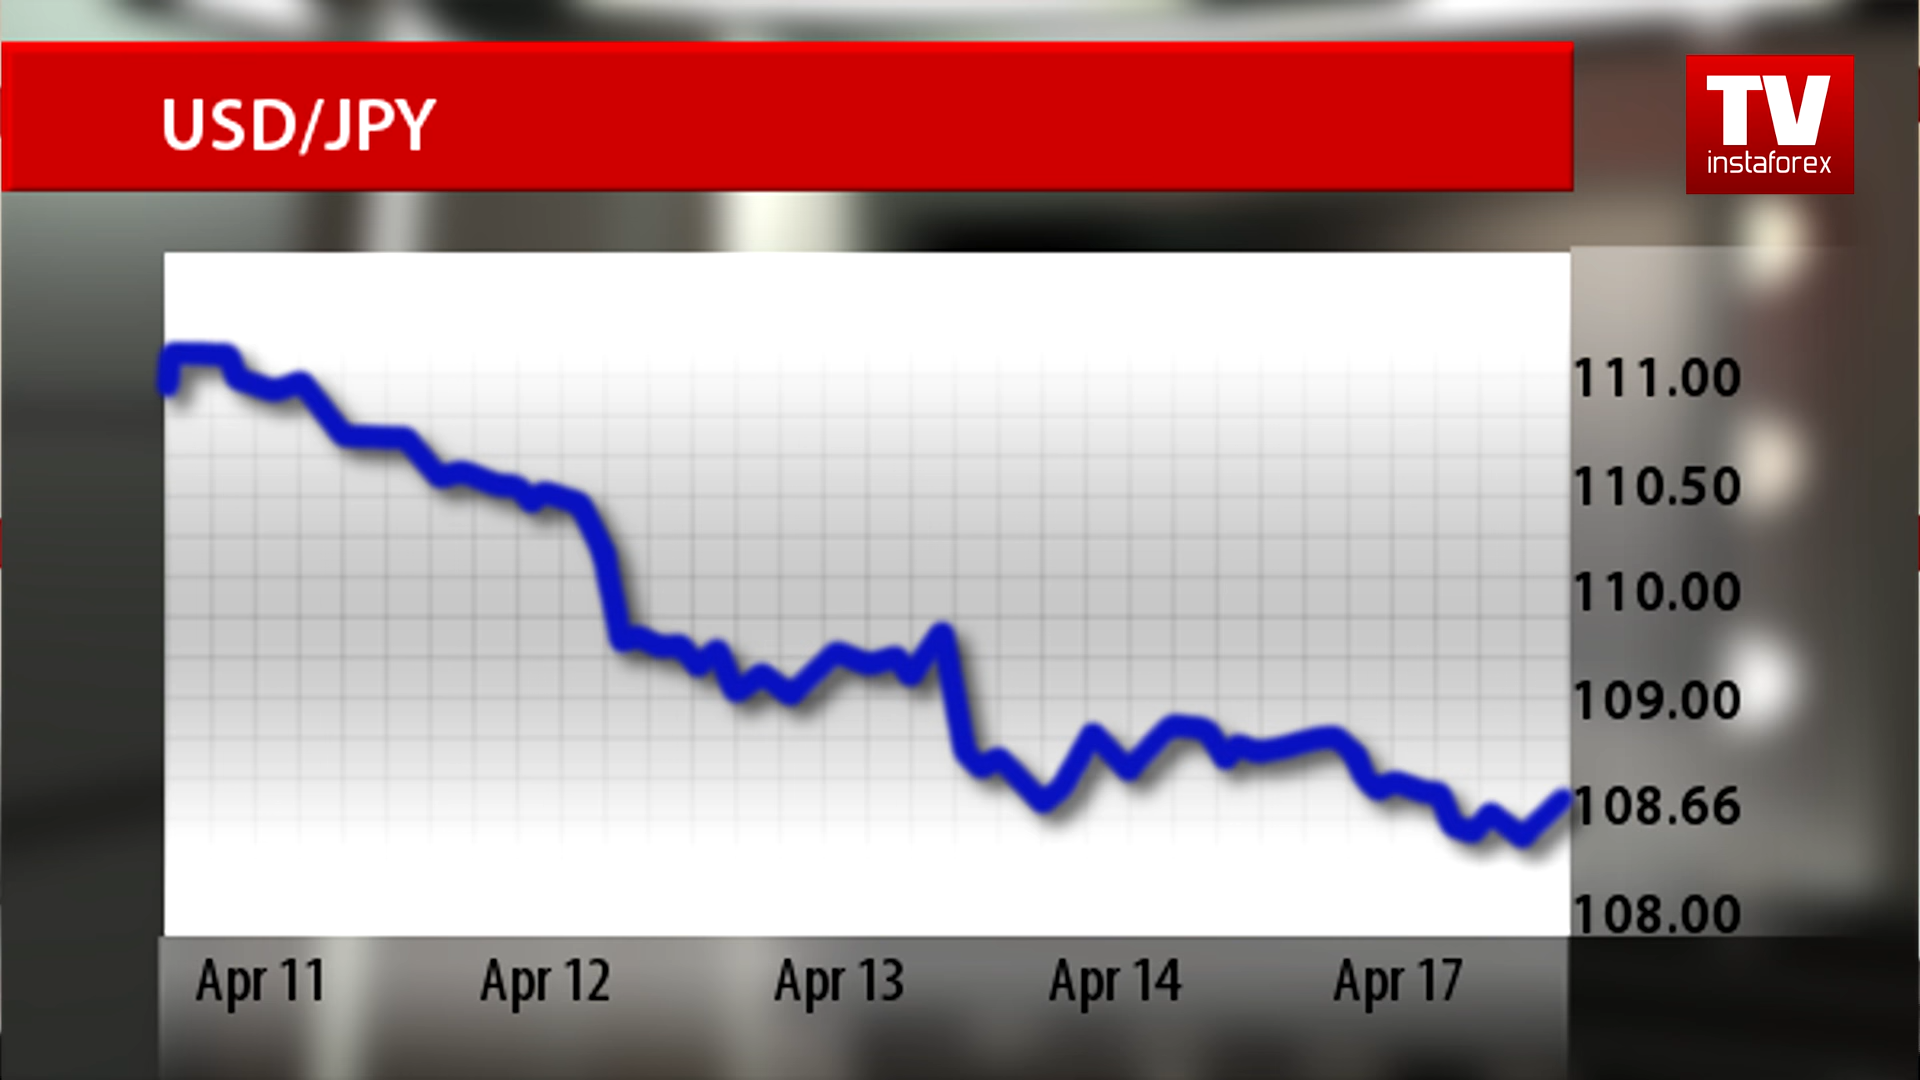 USD/JPY
TV
instaforex
111.00
110.50
110.00
109.00
108.66
108.00
Apr 11
Apr 12
Apr 13
Apr 14
Apr 17